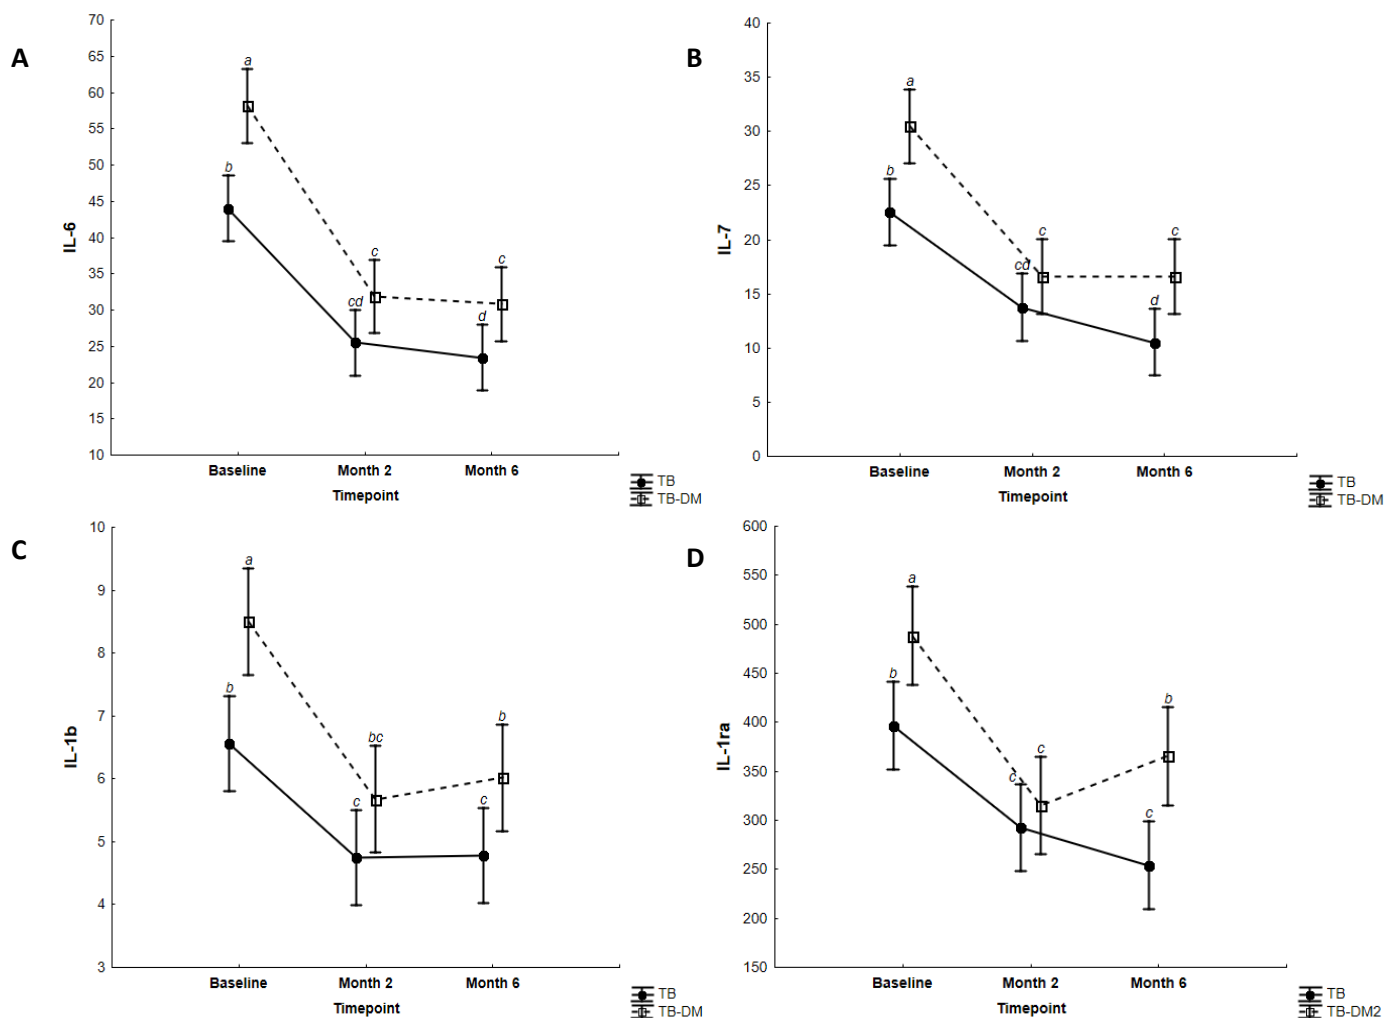 A
IL-6
70
65
60
55
50
45
40
35
30
25
20
15
10
a
b
cd
c
d
c
Baseline Month 2 Month 6
Timepoint
TB
TB-DM
B
IL-7
40
35
30
25
20
15
10
5
0
a
b
cd
c
d
c
Baseline Month 2 Month 6
Timepoint
TB
TB-DM
C
IL-1b
10
9
8
7
6
5
4
3
a
b
c
bc
c
b
Baseline Month 2 Month 6
Timepoint
TB
TB-DM
D
IL-1ra
600
550
500
450
400
350
300
250
200
150
a
b
c
c
c
b
Baseline Month 2 Month 6
Timepoint
TB
TB-DM2